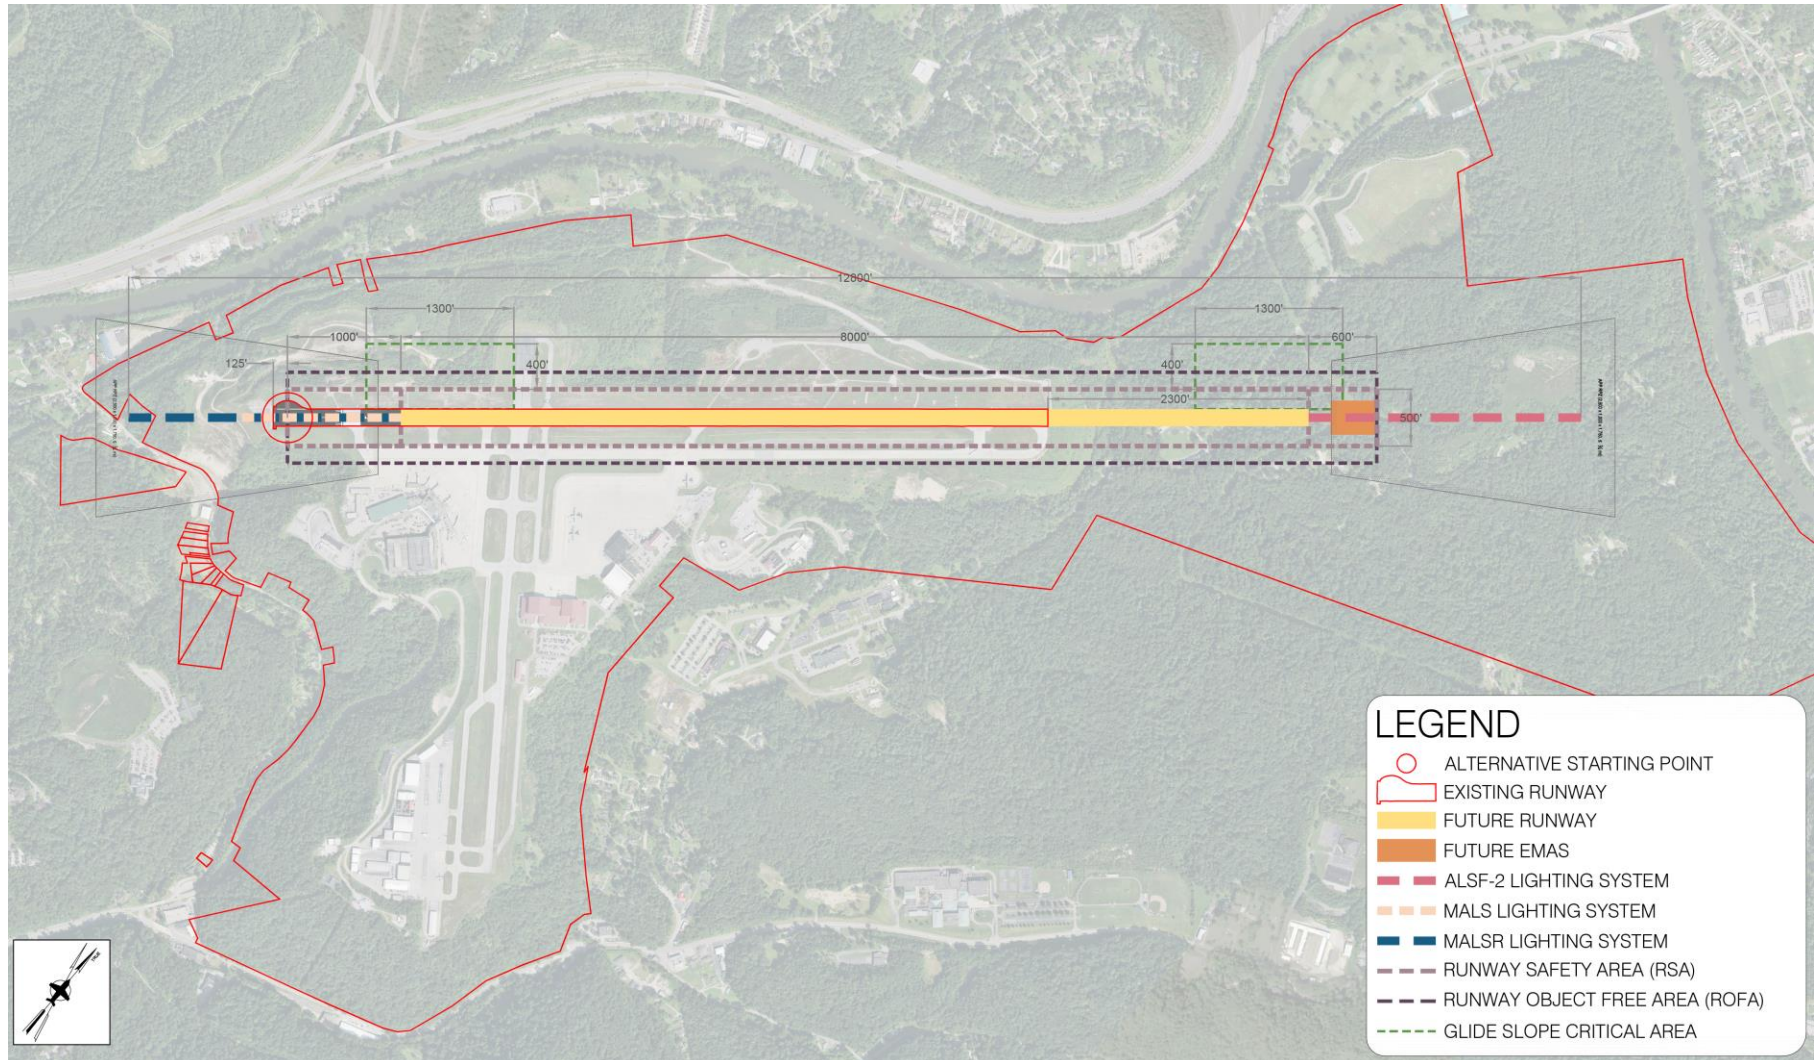 12800'
1300'
1300'
1000'
8000'
600'
125'
400'
400'
2300'
500'
LEGEND
ALTERNATIVE STARTING POINT
EXISTING RUNWAY
FUTURE RUNWAY
FUTURE EMAS
ALSF-2 LIGHTING SYSTEM
MALS LIGHTING SYSTEM
MALSR LIGHTING SYSTEM
RUNWAY SAFETY AREA (RSA)
RUNWAY OBJECT FREE AREA (ROFA)
GLIDE SLOPE CRITICAL AREA